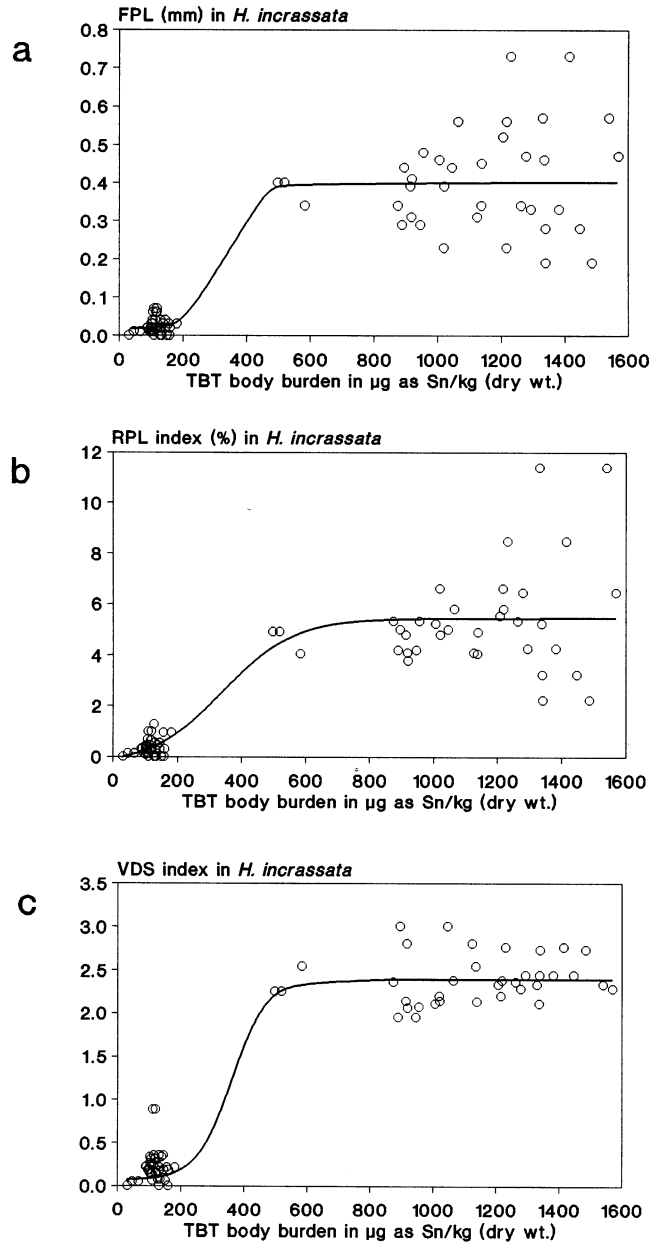 a
FPL (mm) in H. incrassata
0.8
0.7
0.6
0.5
0.4
0.3
0.2
0.1
0.0
0 200 400 600 800 1000 1200 1400 1600
TBT body burden in µg as Sn/kg (dry wt.)
b
RPL index (%) in H. incrassata
12
10
8
6
4
2
0
0 200 400 600 800 1000 1200 1400 1600
TBT body burden in µg as Sn/kg (dry wt.)
c
VDS index in H. incrassata
3.5
3.0
2.5
2.0
1.5
1.0
0.5
0.0
0 200 400 600 800 1000 1200 1400 1600
TBT body burden in µg as Sn/kg (dry wt.)